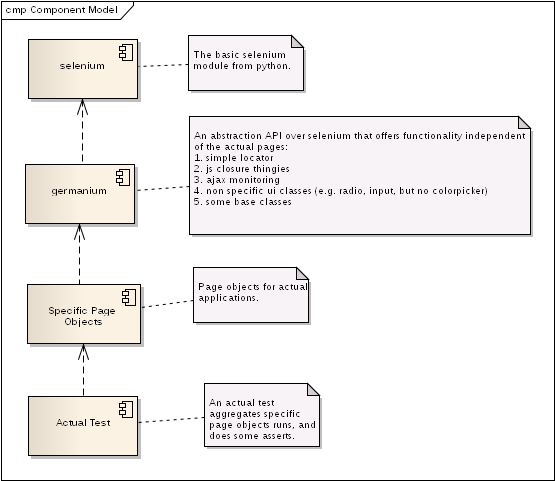 cmp Component Model
selenium
The basic selenium
module from python.
germanium
An abstraction API over selenium that offers functionality independent
of the actual pages:
1. simple locator
2. js closure thingies
3. ajax monitoring
4. non specific ui classes (e.g. radio, input, but no colorpicker)
5. some base classes
Specific Page
Objects
Page objects for actual
applications.
Actual Test
An actual test
aggregates specific
page objects runs, and
does some asserts.